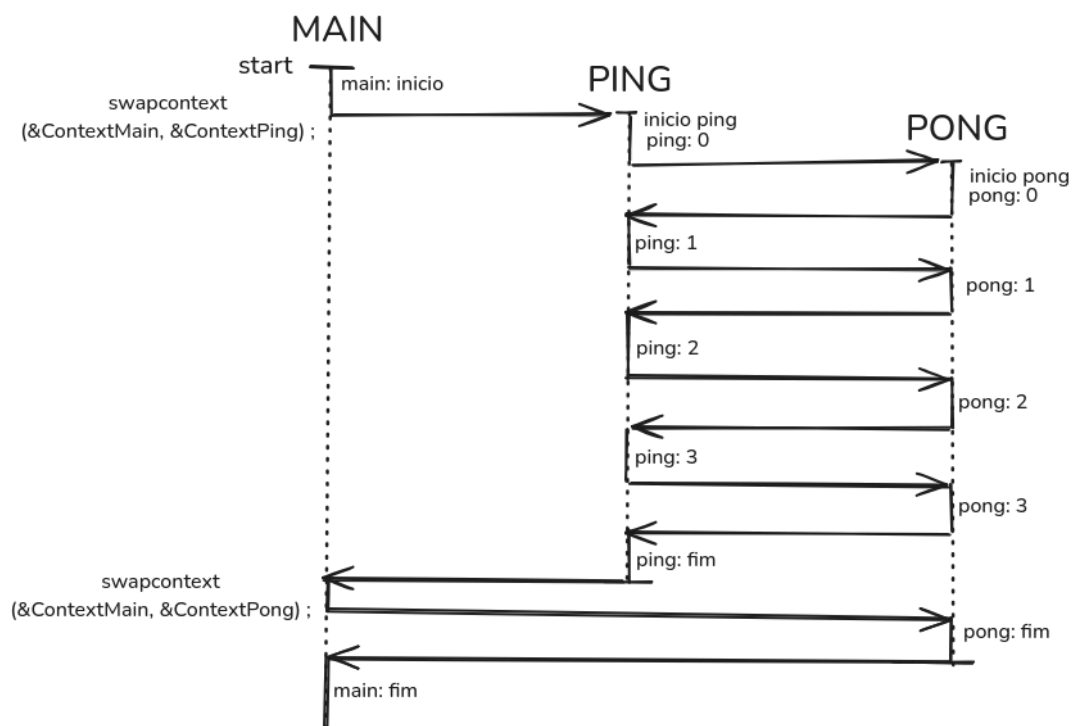 MAIN
start
main: inicio
PING
swapcontext
(&ContextMain, &ContextPing) ;
inicio ping
ping: 0
PONG
inicio pong
pong: 0
ping: 1
pong: 1
ping: 2
pong: 2
ping: 3
pong: 3
ping: fim
swapcontext
(&ContextMain, &ContextPong) ;
pong: fim
main: fim